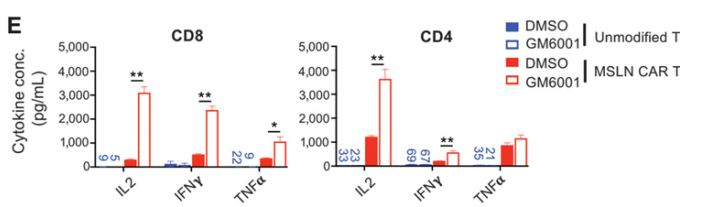 E
CD8
CD4
DMSO
GM6001
Unmodified T
DMSO
GM6001
MSLN CAR T
Cytokine conc.
(pg/mL)
5,000
4,000
3,000
2,000
1,000
0
**
**
*
9
5
22
9
IL2
IFNγ
TNFα
5,000
4,000
3,000
2,000
1,000
0
**
**
33
23
69
67
35
21
IL2
IFNγ
TNFα